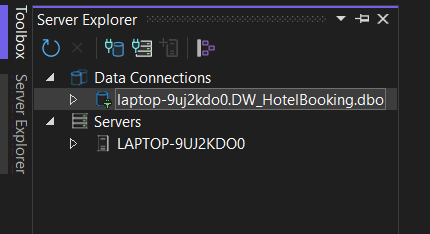 Toolbox
Server Explorer
Server Explorer
Data Connections
laptop-9uj2kdo0.DW_HotelBooking.dbo
Servers
LAPTOP-9UJ2KDO0